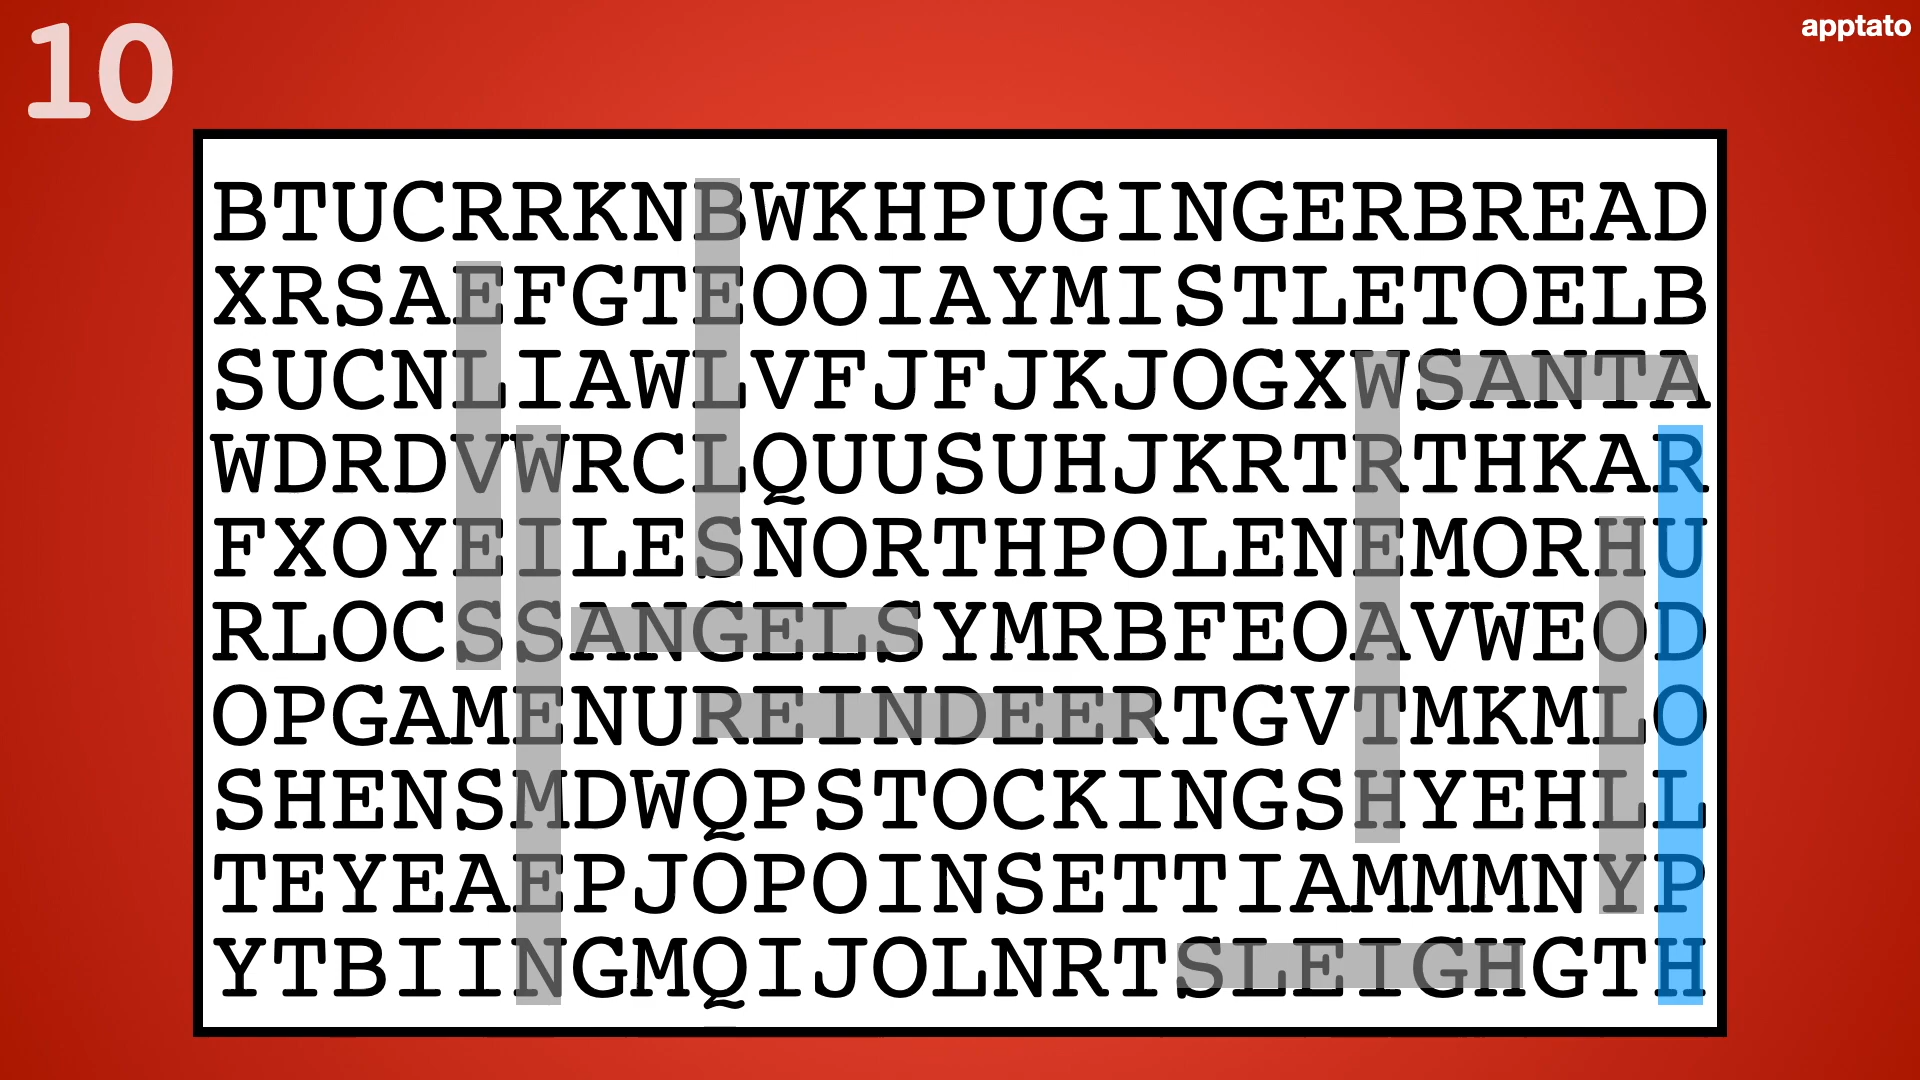 10
apptato
BTUCRRKNBWKHPUGINGERBREAD
XRSAEFGTEOOIAYMISTLETOELB
SUCNLIAWLVFJFJKJOGXWSANTA
WDRDVWRCLQUUSUHJKRTRTHKAR
FXOYEILESNORTHPOLENEMORHU
RLOCSSANGELSYMRBFEOAVWEOD
OPGAMENUREINDEERTGVTMKMLO
SHENSMDWQPSTOCKINGSHYEHLL
TEYEAEPJOPOINSETTIAMMMNYP
YTBIINGMQIJOLNRTSLEIGHGTH